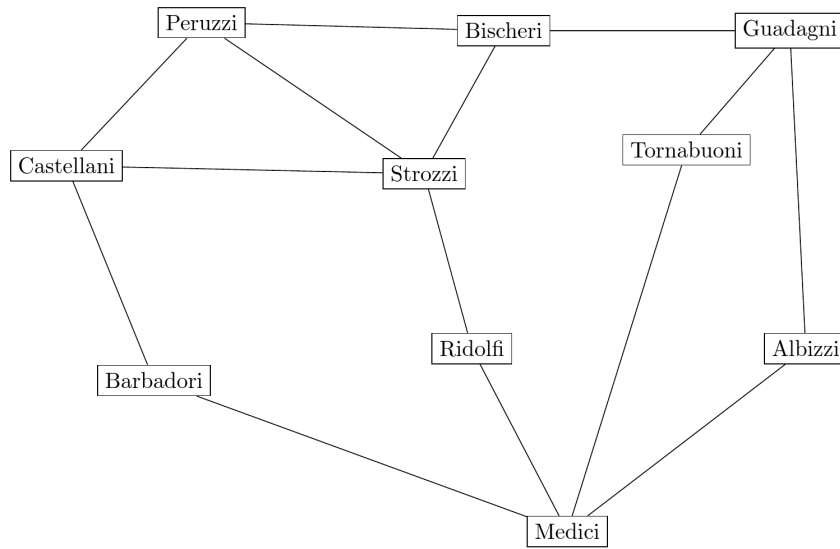 Peruzzi
Bischeri
Guadagni
Castellani
Strozzi
Tornabuoni
Barbadori
Ridolfi
Albizzi
Medici